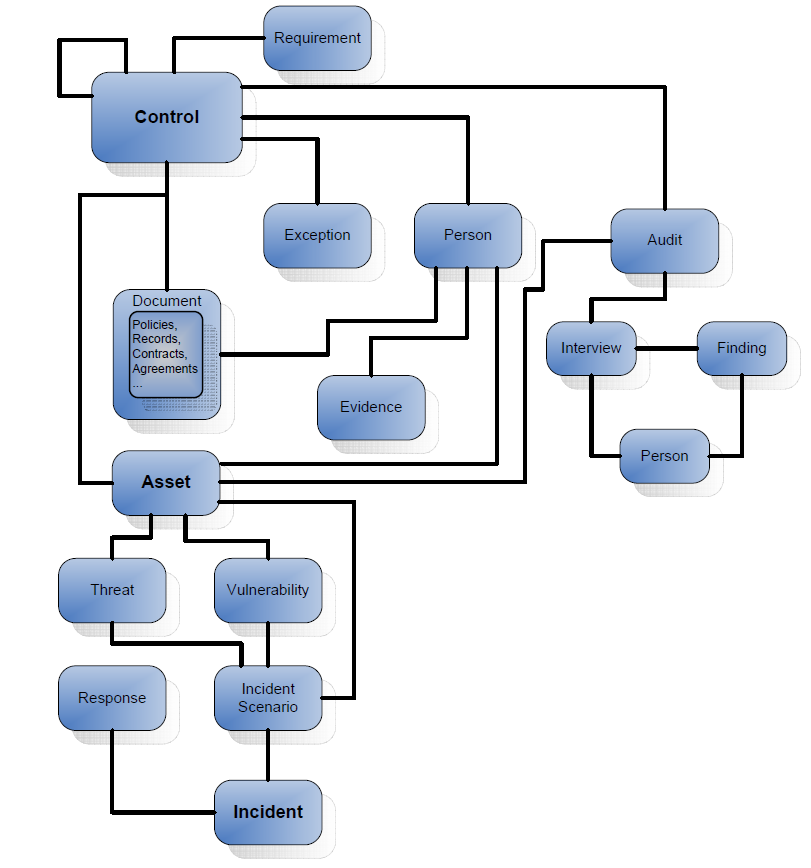 Requirement
Control
Exception
Person
Audit
Document
Policies,
Records,
Contracts,
Agreements
...
Interview
Finding
Evidence
Person
Asset
Threat
Vulnerability
Response
Incident
Scenario
Incident